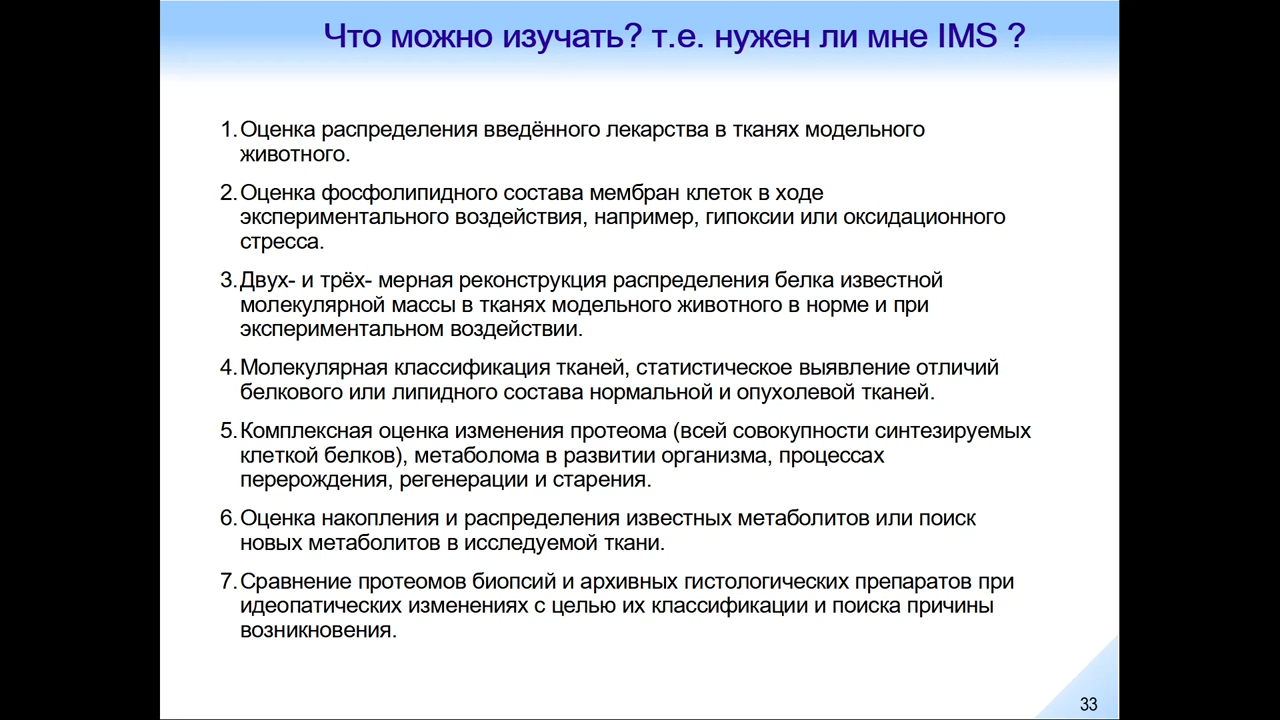 Что можно изучать? т.е. нужен ли мне IMS ?
1. Оценка распределения введённого лекарства в тканях модельного
животного.
2. Оценка фосфолипидного состава мембран клеток в ходе
экспериментального воздействия, например, гипоксии или оксидационного
стресса.
3. Двух- и трёх- мерная реконструкция распределения белка известной
молекулярной массы в тканях модельного животного в норме и при
экспериментальном воздействии.
4. Молекулярная классификация тканей, статистическое выявление отличий
белкового или липидного состава нормальной и опухолевой тканей.
5. Комплексная оценка изменения протеома (всей совокупности синтезируемых
клеткой белков), метаболома в развитии организма, процессах
перерождения, регенерации и старения.
6. Оценка накопления и распределения известных метаболитов или поиск
новых метаболитов в исследуемой ткани.
7. Сравнение протеомов биопсий и архивных гистологических препаратов при
идеопатических изменениях с целью их классификации и поиска причины
возникновения.
33